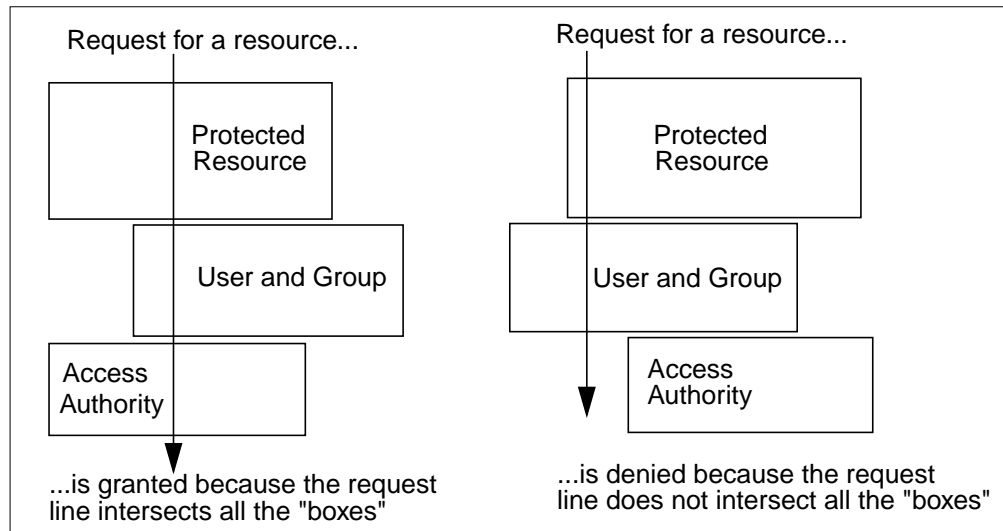 Request for a resource...
Protected
Resource
User and Group
Access
Authority
...is granted because the request
line intersects all the "boxes"
Request for a resource...
Protected
Resource
User and Group
Access
Authority
...is denied because the request
line does not intersect all the "boxes"